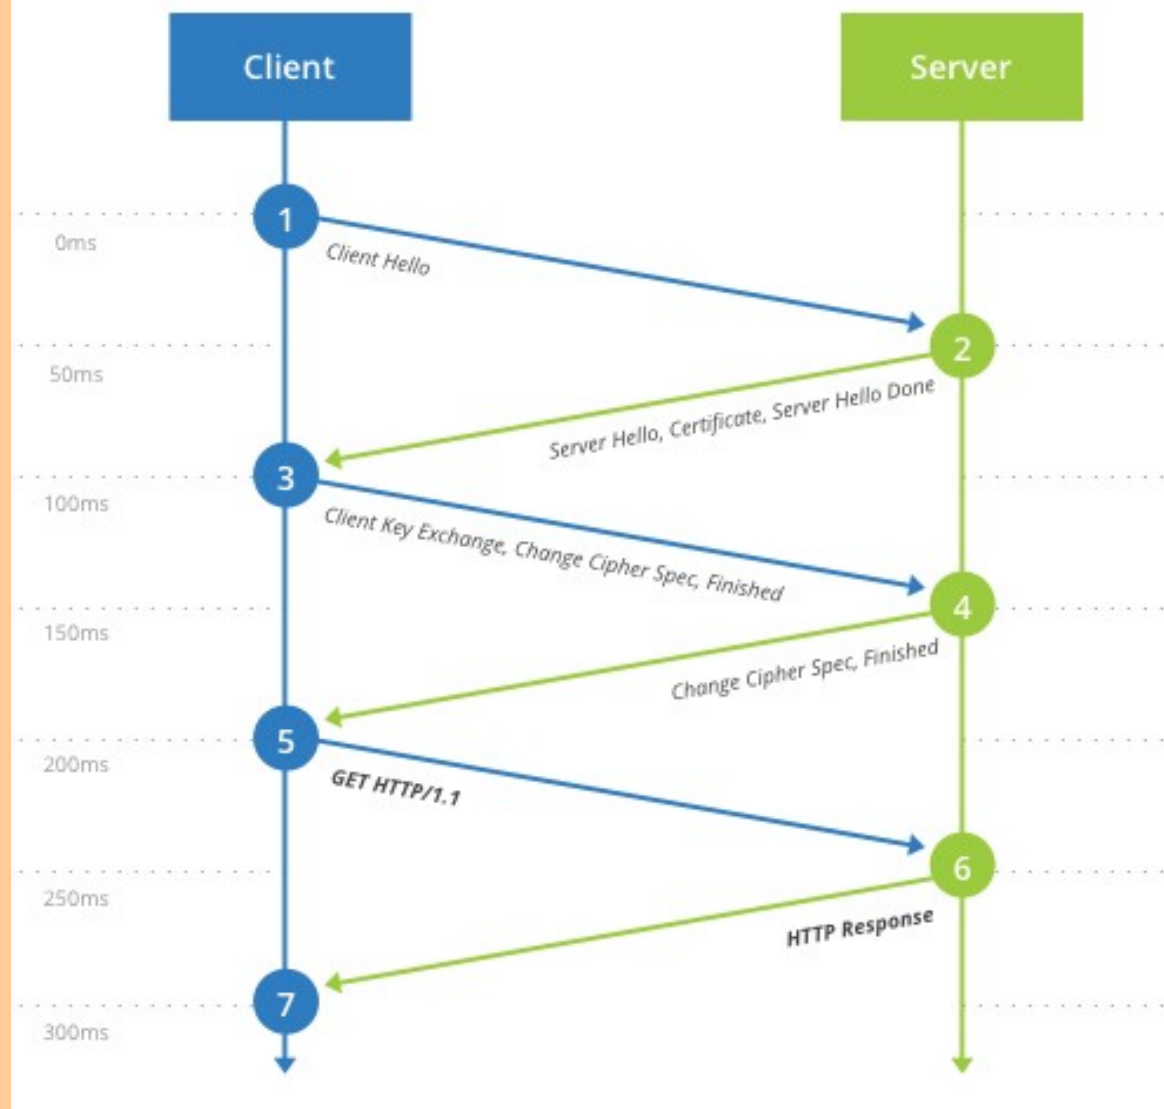 Client
Server
1
0ms
Client Hello
2
50ms
Server Hello, Certificate, Server Hello Done
3
100ms
Client Key Exchange, Change Cipher Spec, Finished
4
150ms
Change Cipher Spec, Finished
5
200ms
GET HTTP/1.1
6
250ms
HTTP Response
7
300ms